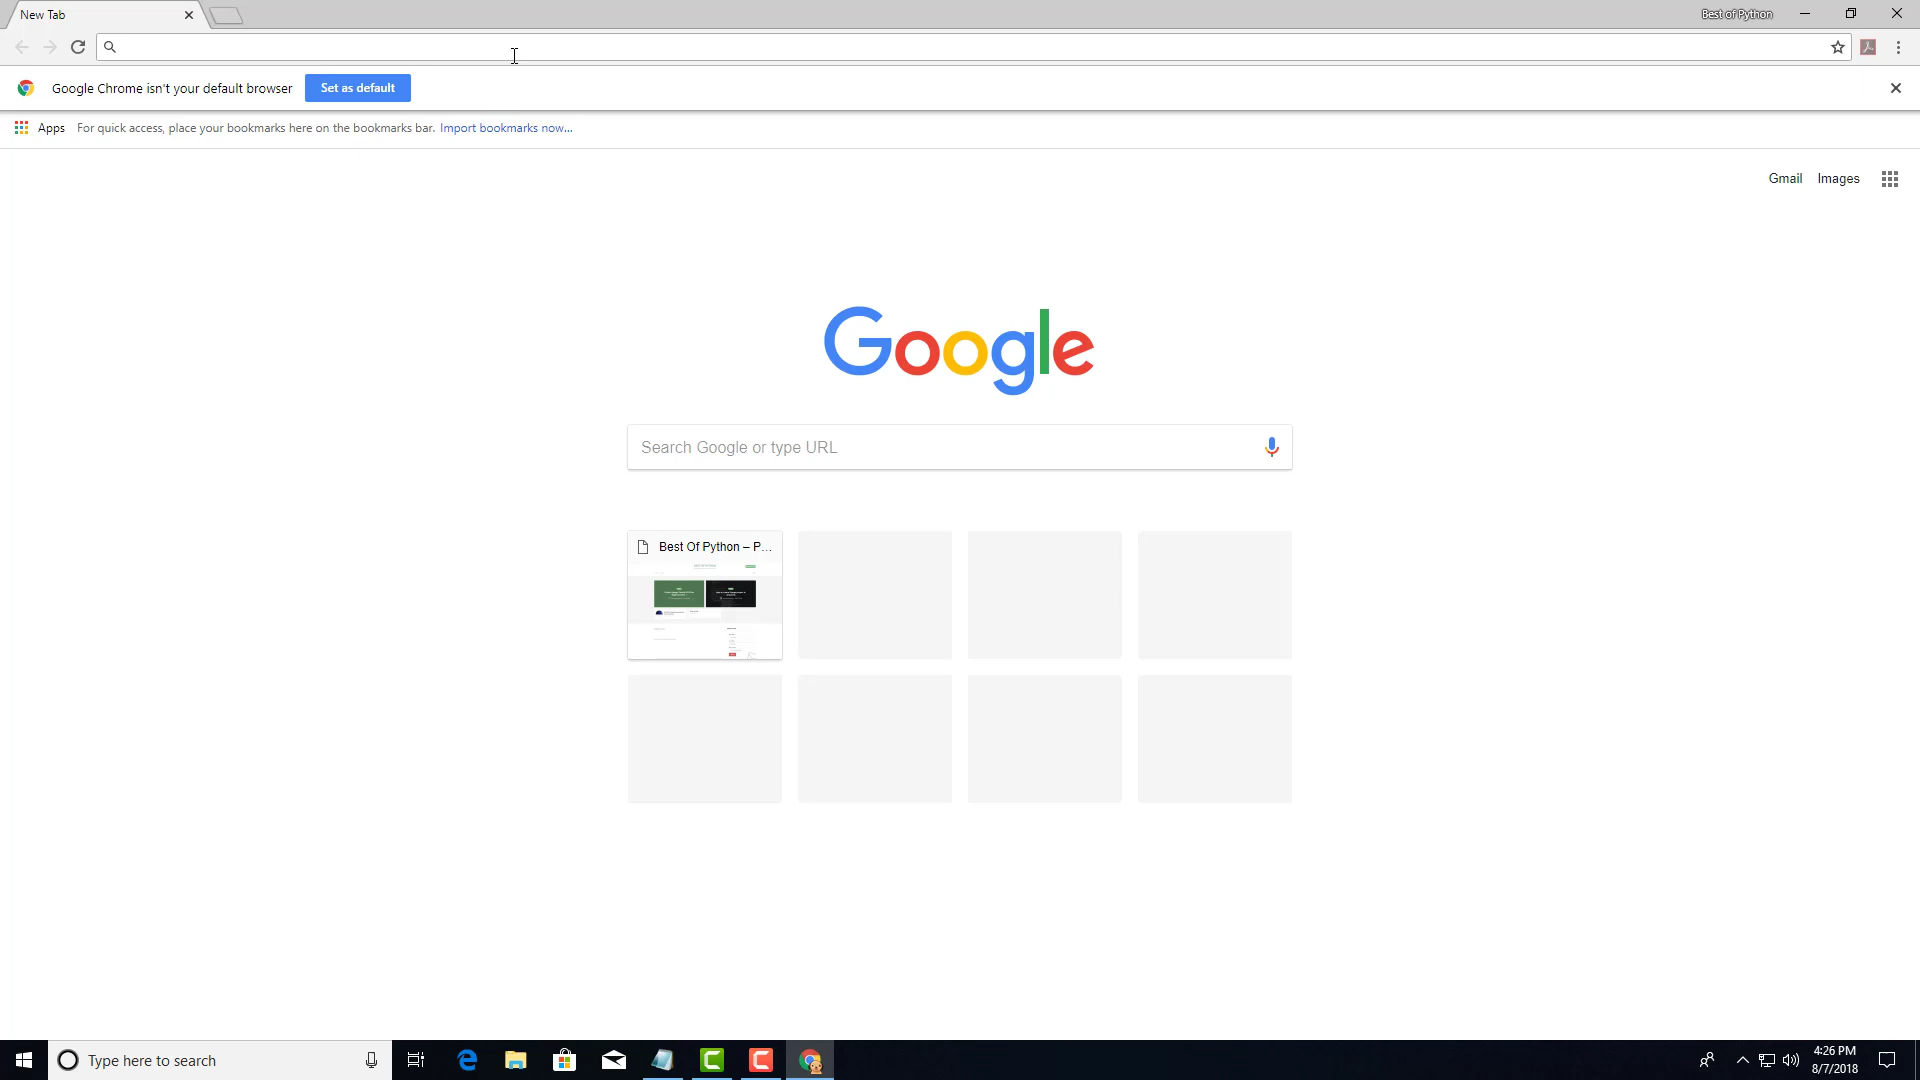 New Tab
Best of Python
Google Chrome isn't your default browser
Set as default
Apps
For quick access, place your bookmarks here on the bookmarks bar. Import bookmarks now...
Gmail
Images
Google
Search Google or type URL
Best Of Python – P...
Type here to search
4:26 PM
8/7/2018